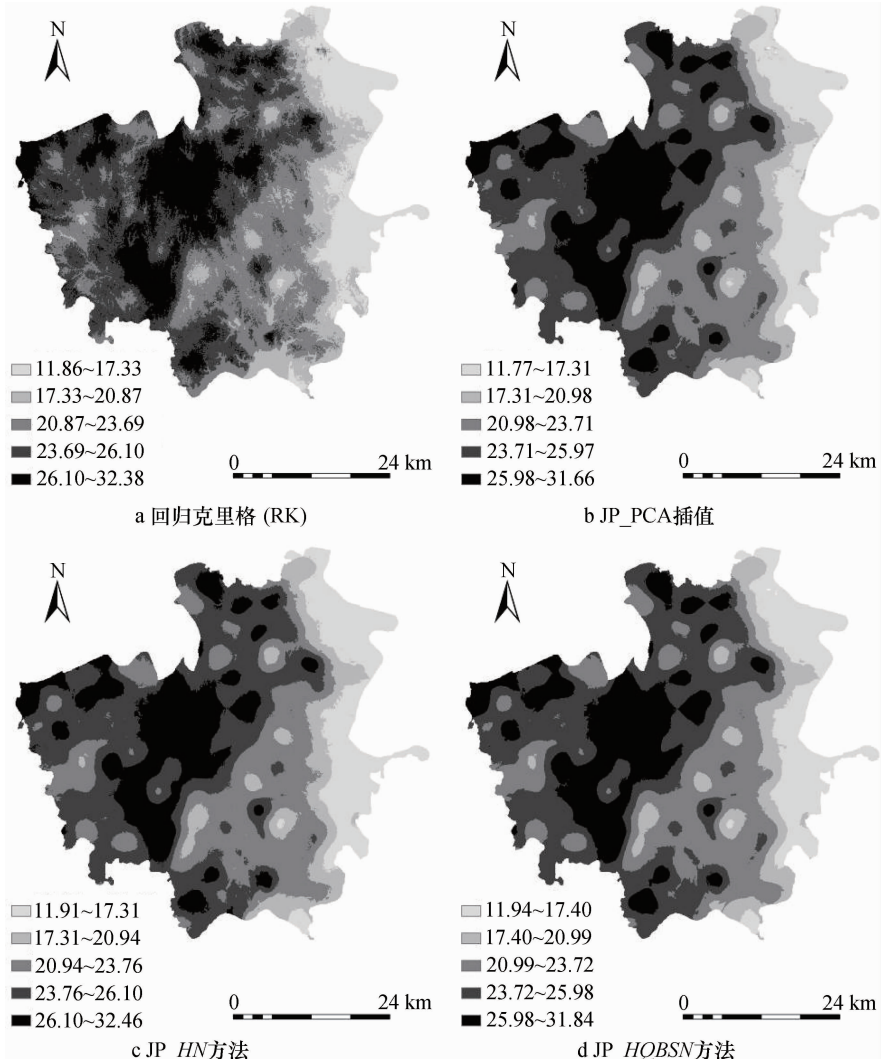 N
11.86~17.33
17.33~20.87
20.87~23.69
23.69~26.10
26.10~32.38
0 24 km
a 回归克里格 (RK)
N
11.77~17.31
17.31~20.98
20.98~23.71
23.71~25.97
25.98~31.66
0 24 km
b JP_PCA插值
N
11.91~17.31
17.31~20.94
20.94~23.76
23.76~26.10
26.10~32.46
0 24 km
c JP_HN方法
N
11.94~17.40
17.40~20.99
20.99~23.72
23.72~25.98
25.98~31.84
0 24 km
d JP_HOBSN方法